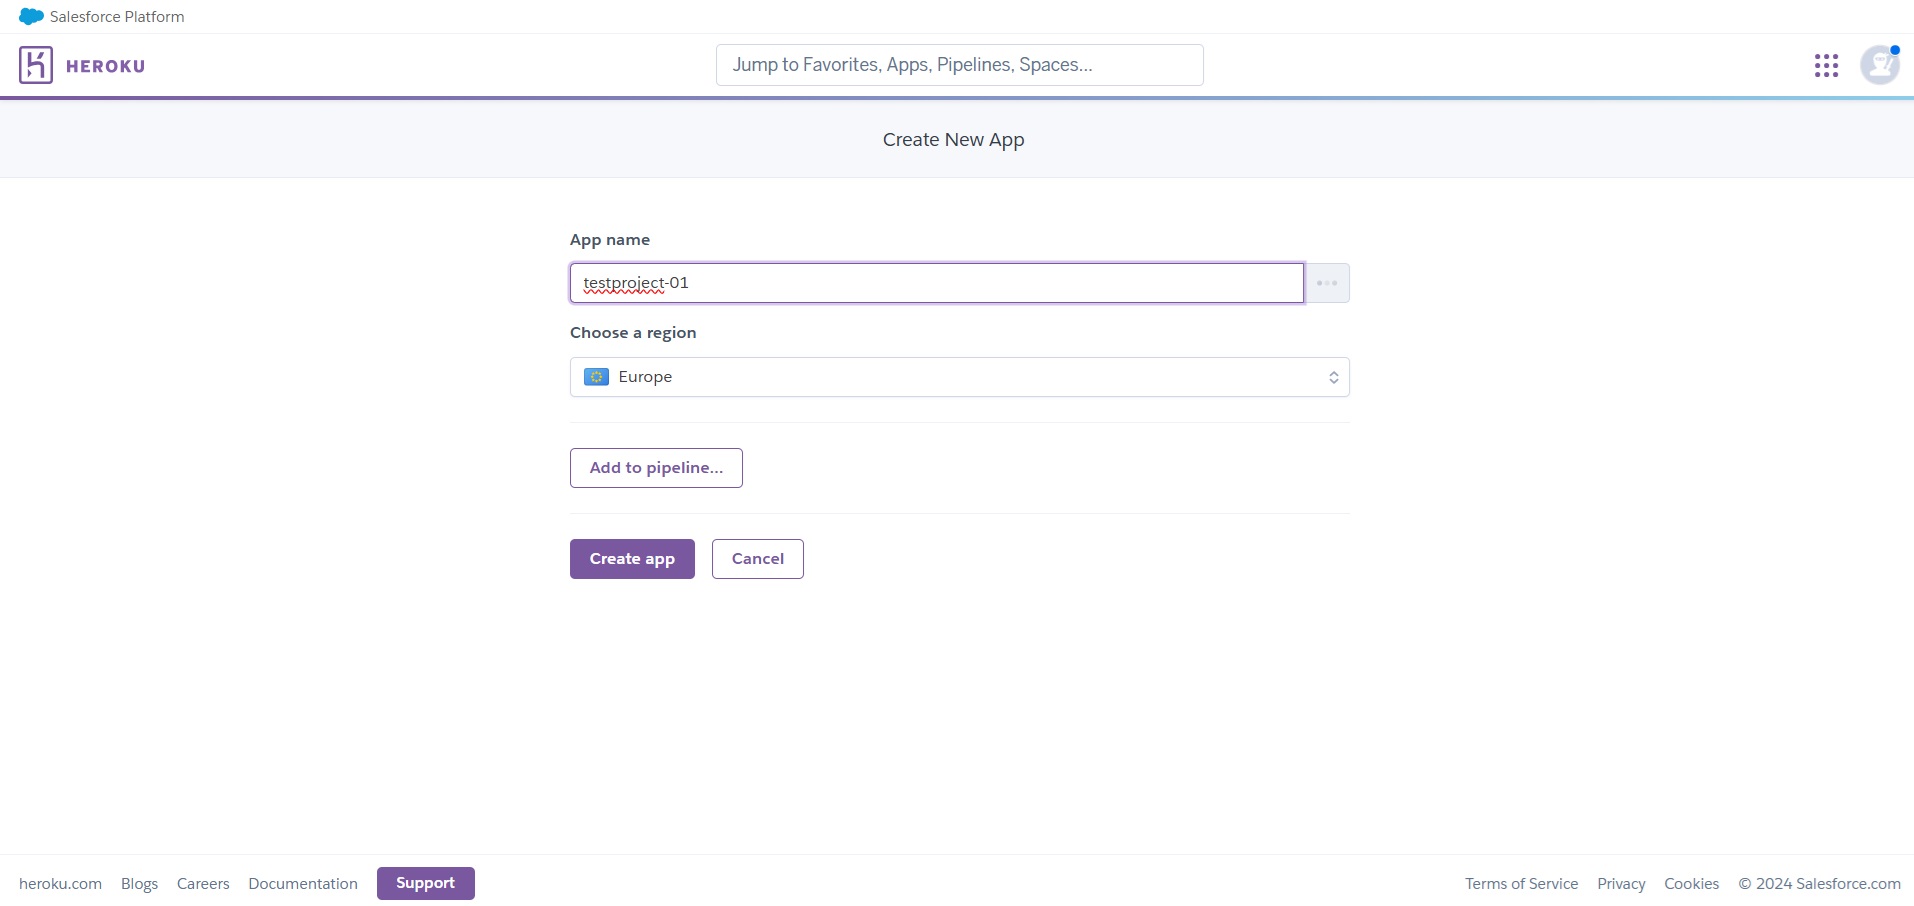 Salesforce Platform
HEROKU
Jump to Favorites, Apps, Pipelines, Spaces...
Create New App
App name
testproject-01
Choose a region
Europe
Add to pipeline...
Create app
Cancel
heroku.com
Blogs
Careers
Documentation
Support
Terms of Service
Privacy
Cookies
© 2024 Salesforce.com